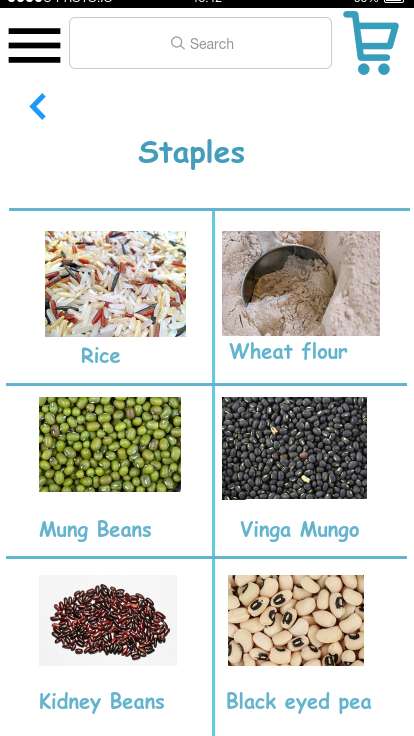 Search
Staples
Rice
Wheat flour
Mung Beans
Vinga Mungo
Kidney Beans
Black eyed pea